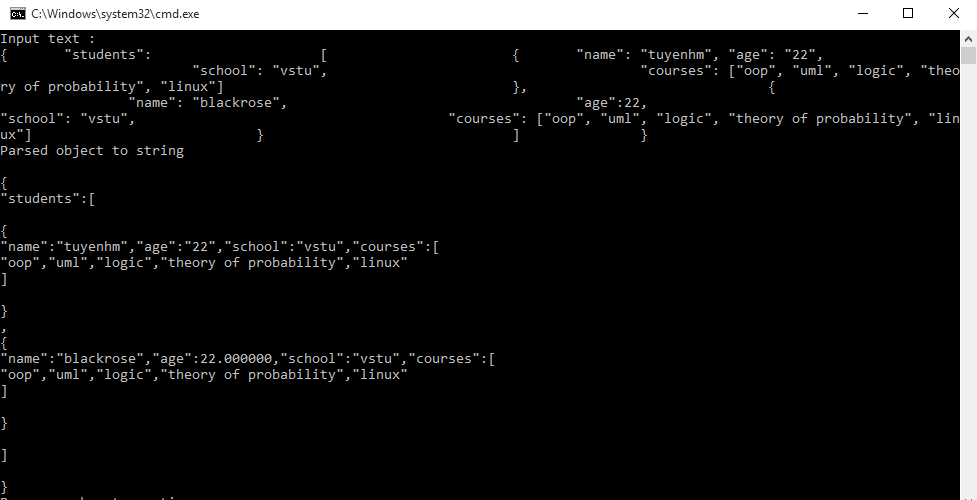 C:\Windows\system32\cmd.exe
Input text :
{ "students": [ { "name": "tuyenhm", "age": "22",
"school": "vstu", "courses": ["oop", "uml", "logic", "theo
ry of probability", "linux"] }, {
"name": "blackrose", "age":22,
"school": "vstu", "courses": ["oop", "uml", "logic", "theory of probability", "lin
ux"] } ] }
Parsed object to string
{
"students":[
{
"name":"tuyenhm","age":"22","school":"vstu","courses":[
"oop","uml","logic","theory of probability","linux"
]
}
,
{
"name":"blackrose","age":22.000000,"school":"vstu","courses":[
"oop","uml","logic","theory of probability","linux"
]
}
]
}